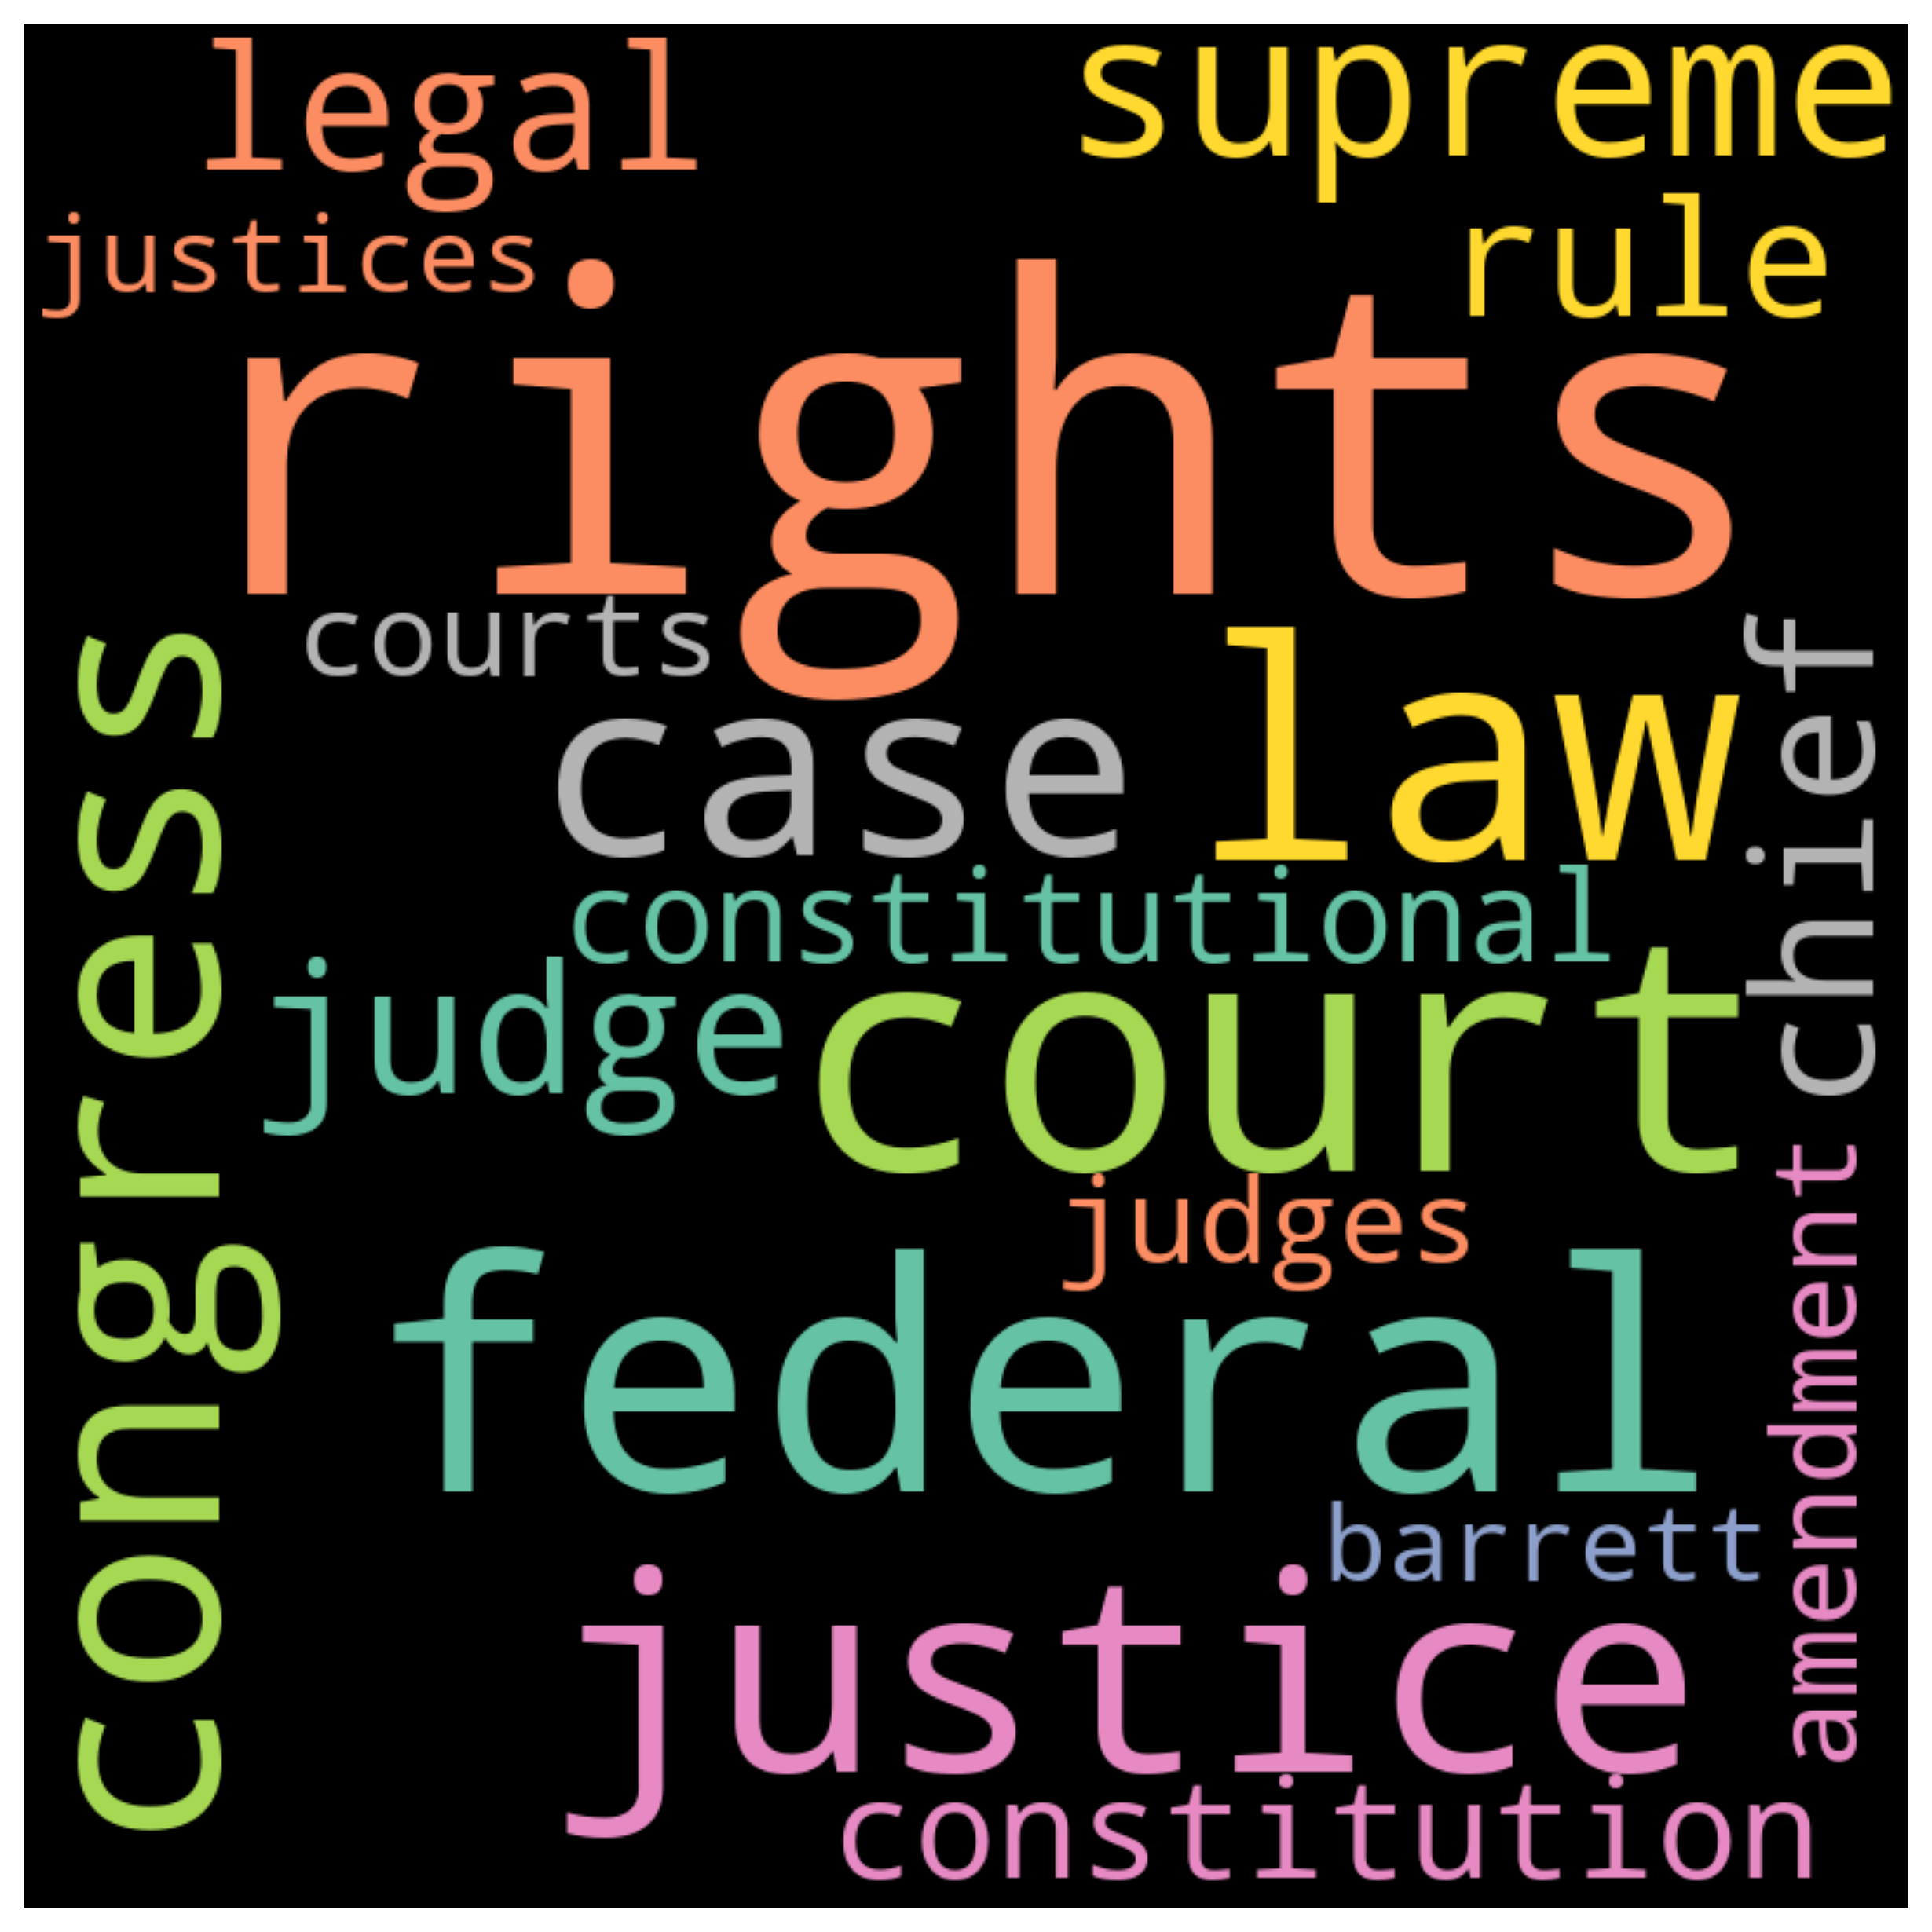 legal
supreme
justices
rule
rights
courts
case
law
chief
constitutional
judge
court
congress
judges
federal
amendment
barrett
justice
constitution